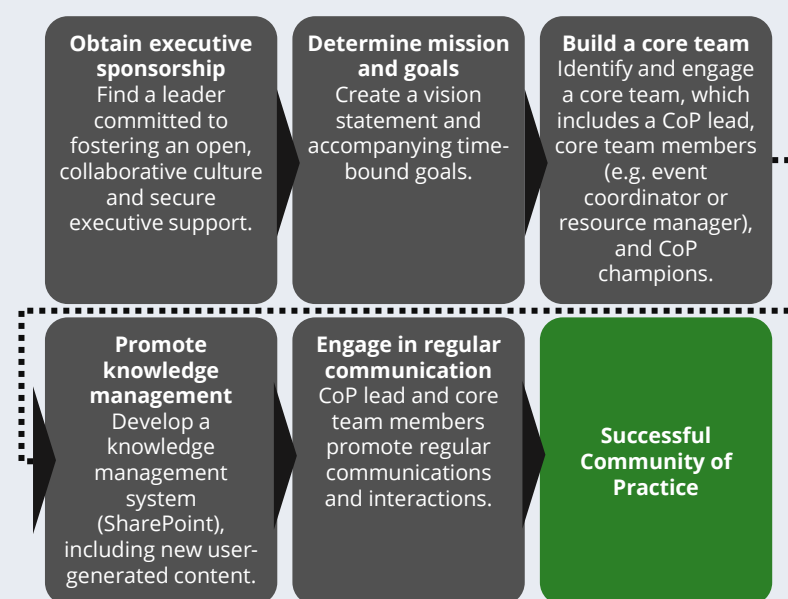 Obtain executive
sponsorship
Find a leader
committed to
fostering an open,
collaborative culture
and secure
executive support.
Determine mission
and goals
Create a vision
statement and
accompanying time-
bound goals.
Build a core team
Identify and engage
a core team, which
includes a CoP lead,
core team members
(e.g. event
coordinator or
resource manager),
and CoP
champions.
Promote
knowledge
management
Develop a
knowledge
management
system
(SharePoint),
including new user-
generated content.
Engage in regular
communication
CoP lead and core
team members
promote regular
communications
and interactions.
Successful
Community of
Practice